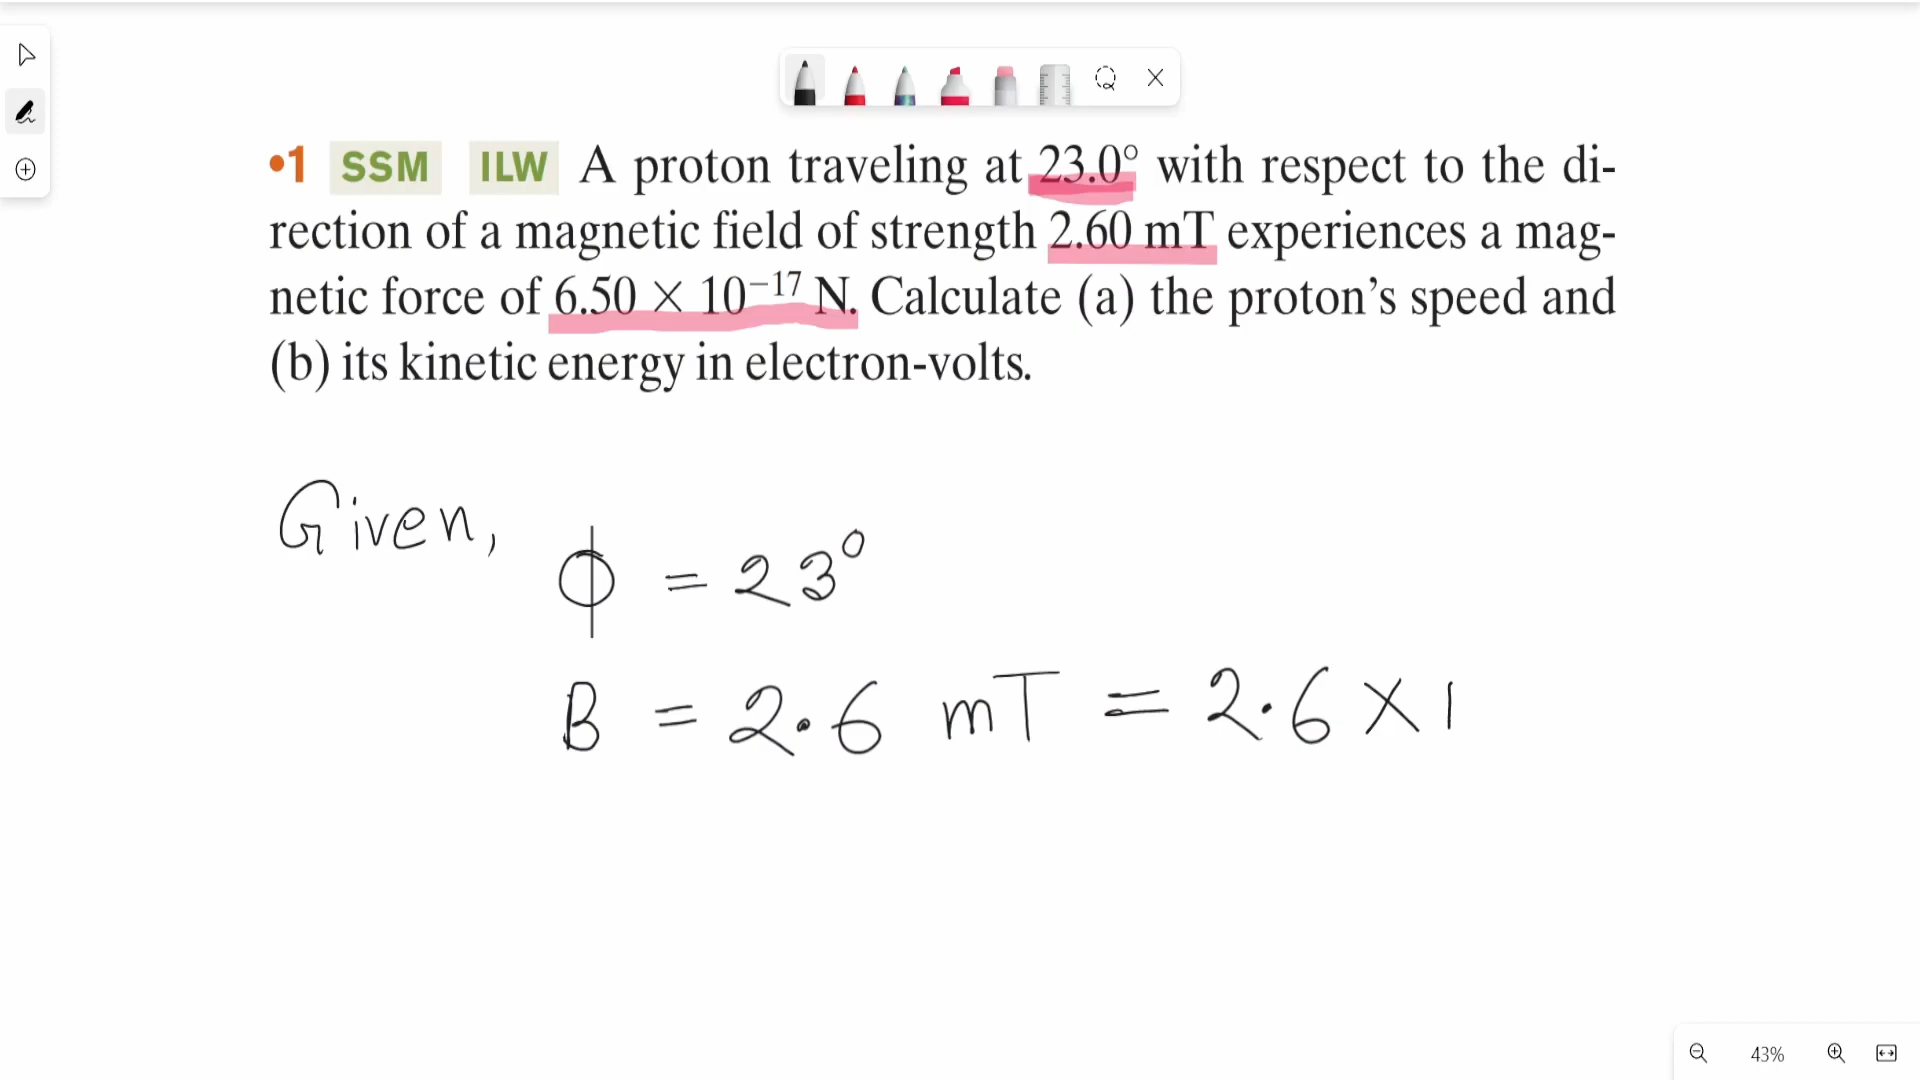 •1 SSM ILW A proton traveling at 23.0° with respect to the di-
rection of a magnetic field of strength 2.60 mT experiences a mag-
netic force of 6.50 × 10⁻¹⁷ N. Calculate (a) the proton’s speed and
(b) its kinetic energy in electron-volts.
Given,
ϕ = 23°
B = 2.6 mT = 2.6 × 1
43%